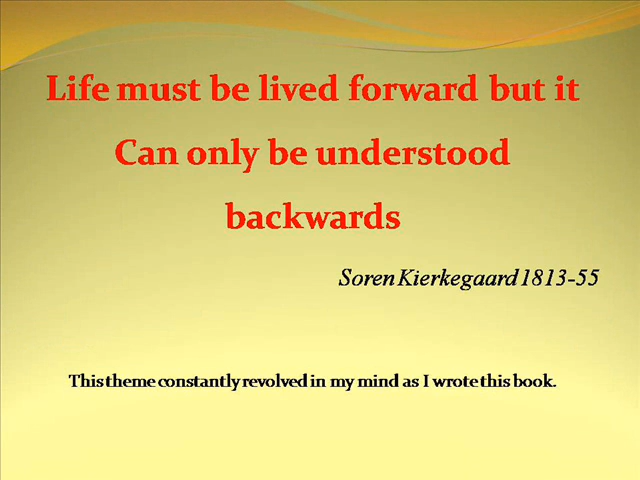 Life must be lived forward but it
Can only be understood
backwards
Soren Kierkegaard 1813-55
This theme constantly revolved in my mind as I wrote this book.